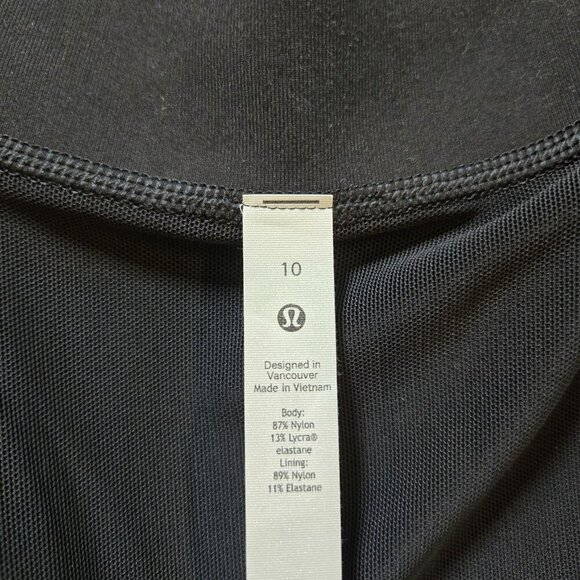 10
Designed in
Vancouver
Made in Vietnam
Body:
87% Nylon
13% Lycra®
elastane
Lining:
89% Nylon
11% Elastane